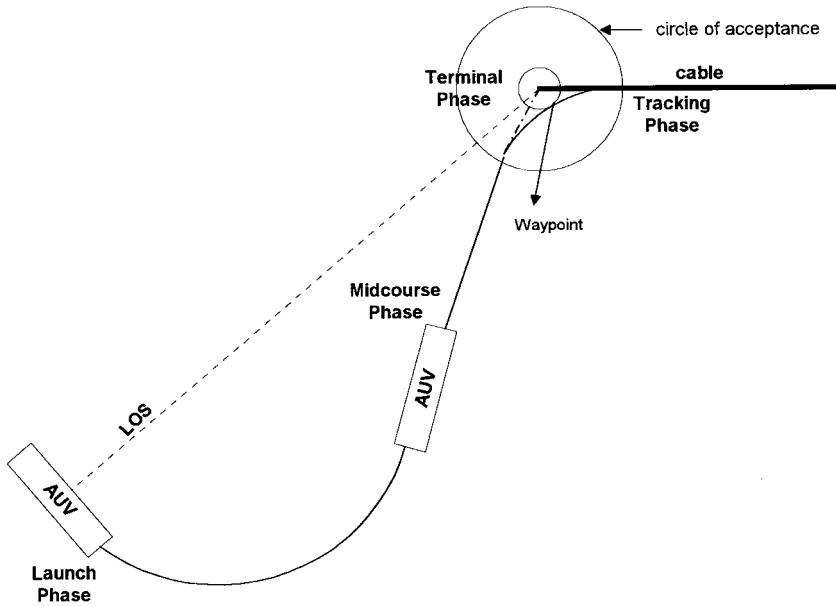 circle of acceptance
Terminal
Phase
cable
Tracking
Phase
Waypoint
Midcourse
Phase
AUV
LOS
AUV
Launch
Phase